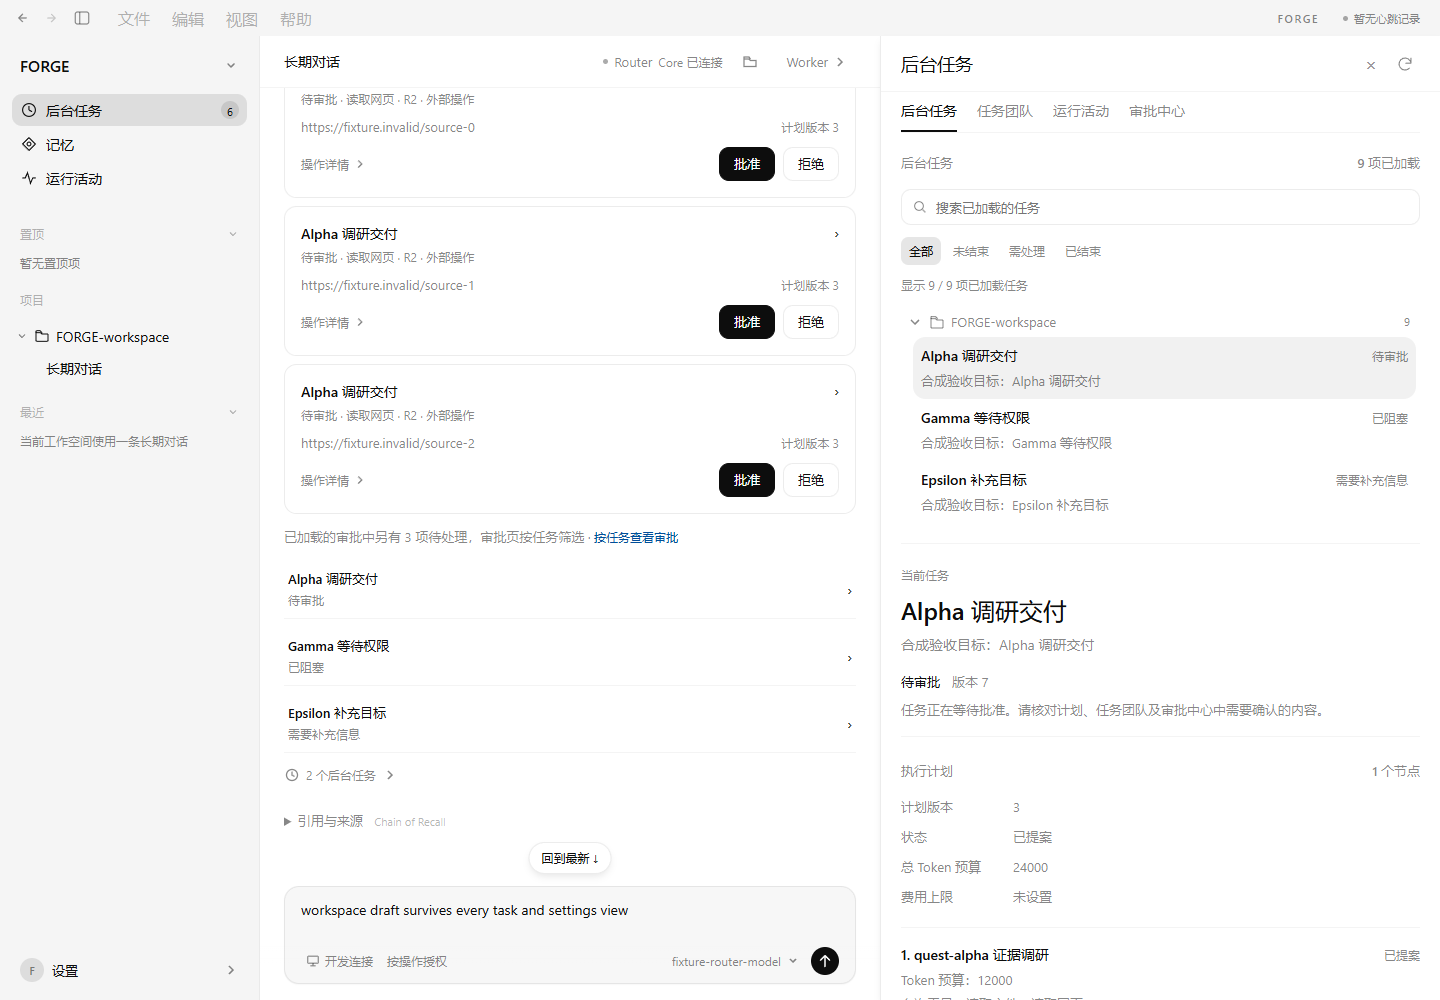 文件 编辑 视图 帮助
FORGE 暂无心跳记录
FORGE
后台任务 6
记忆
运行活动
置顶
暂无置顶项
项目
FORGE-workspace
长期对话
最近
当前工作空间使用一条长期对话
F 设置
长期对话 Router Core 已连接 Worker
待审批 · 读取网页 · R2 · 外部操作
https://fixture.invalid/source-0 计划版本 3
操作详情 批准 拒绝
Alpha 调研交付
待审批 · 读取网页 · R2 · 外部操作
https://fixture.invalid/source-1 计划版本 3
操作详情 批准 拒绝
Alpha 调研交付
待审批 · 读取网页 · R2 · 外部操作
https://fixture.invalid/source-2 计划版本 3
操作详情 批准 拒绝
已加载的审批中另有 3 项待处理，审批页按任务筛选 · 按任务查看审批
Alpha 调研交付
待审批
Gamma 等待权限
已阻塞
Epsilon 补充目标
需要补充信息
2 个后台任务
引用与来源 Chain of Recall
回到最新 ↓
workspace draft survives every task and settings view
开发连接 按操作授权 fixture-router-model
后台任务
后台任务 任务团队 运行活动 审批中心
后台任务 9 项已加载
搜索已加载的任务
全部 未结束 需处理 已结束
显示 9 / 9 项已加载任务
FORGE-workspace 9
Alpha 调研交付 待审批
合成验收目标：Alpha 调研交付
Gamma 等待权限 已阻塞
合成验收目标：Gamma 等待权限
Epsilon 补充目标 需要补充信息
合成验收目标：Epsilon 补充目标
当前任务
Alpha 调研交付
合成验收目标：Alpha 调研交付
待审批 版本 7
任务正在等待批准。请核对计划、任务团队及审批中心中需要确认的内容。
执行计划 1 个节点
计划版本 3
状态 已提案
总 Token 预算 24000
费用上限 未设置
1. quest-alpha 证据调研 已提案
Token 预算：12000